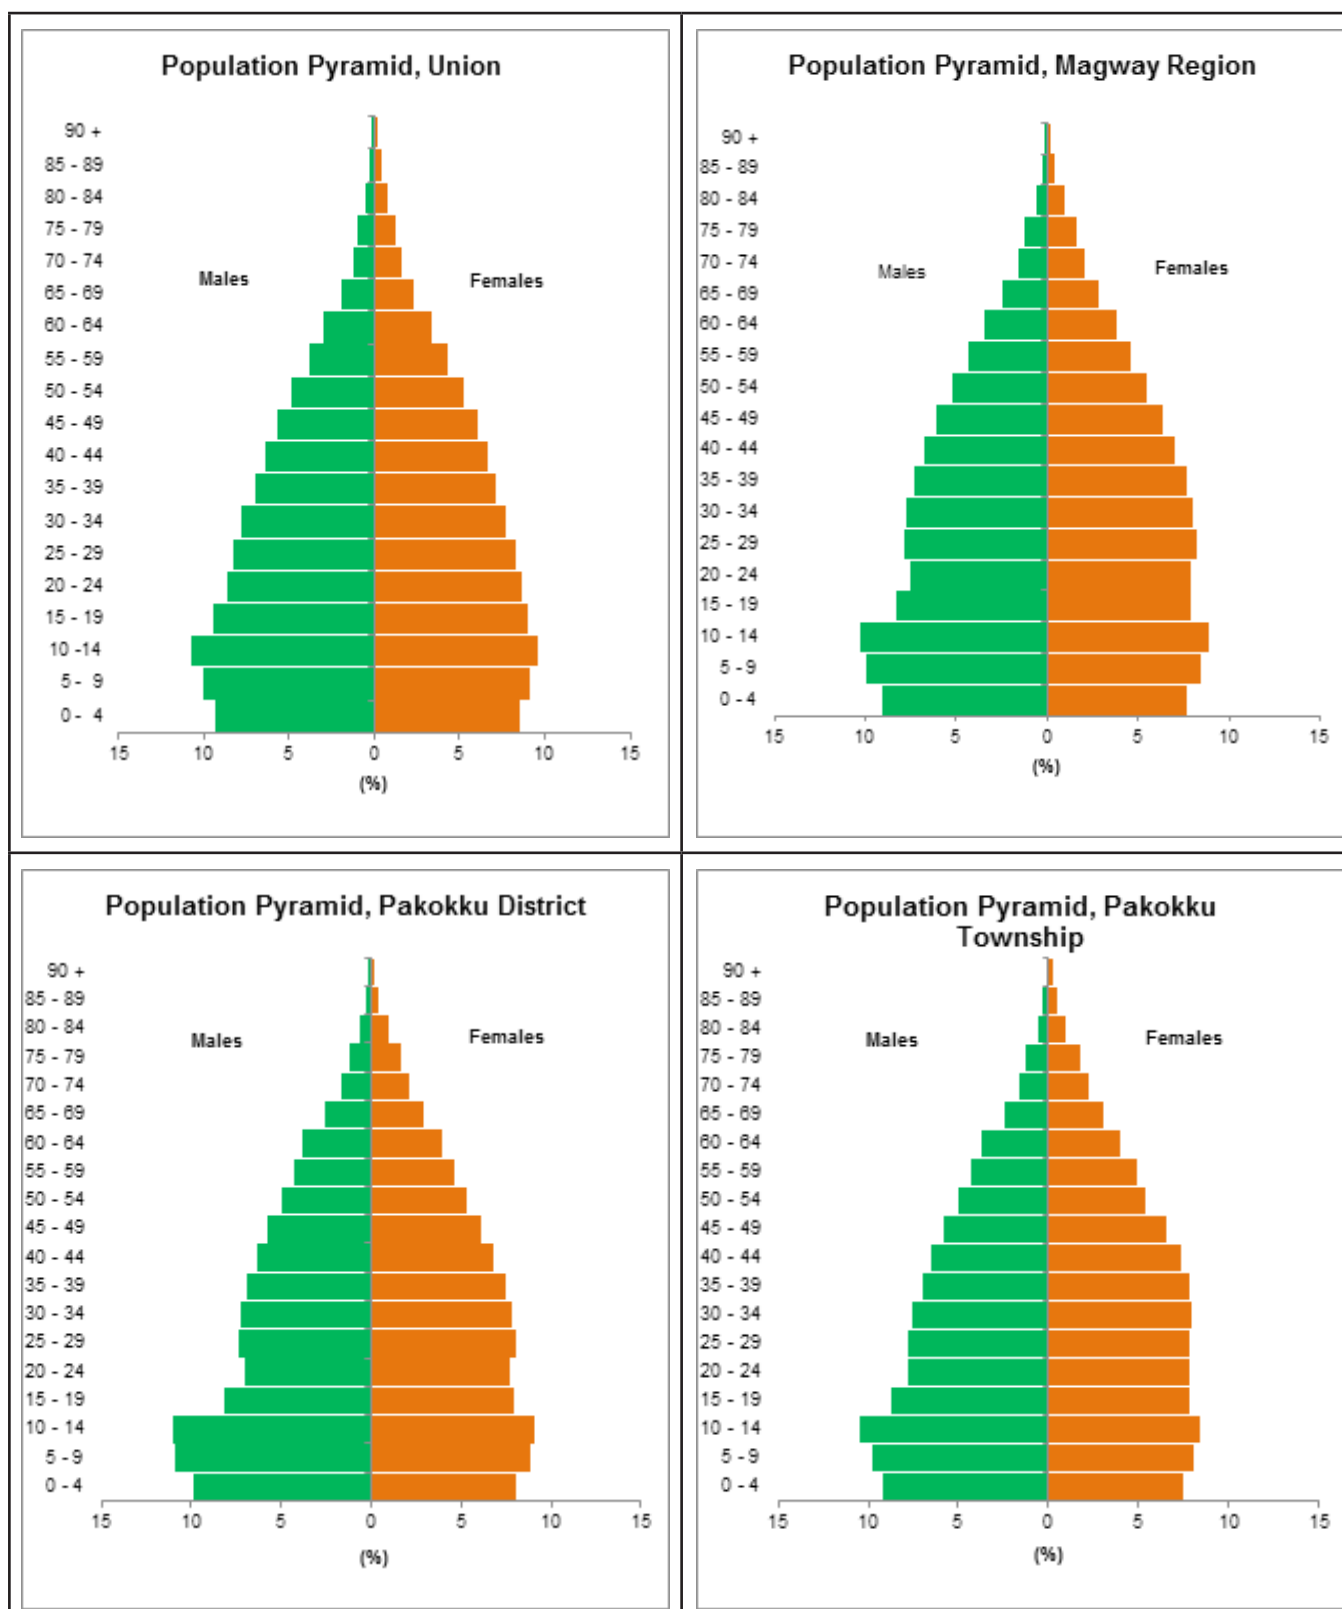 Population Pyramid, Union
90 +
85 - 89
80 - 84
75 - 79
70 - 74
Males
Females
65 - 69
60 - 64
55 - 59
50 - 54
45 - 49
40 - 44
35 - 39
30 - 34
25 - 29
20 - 24
15 - 19
10 -14
5 - 9
0 - 4
15 10 5 0 5 10 15
(%)
Population Pyramid, Magway Region
90 +
85 - 89
80 - 84
75 - 79
70 - 74
Males
Females
65 - 69
60 - 64
55 - 59
50 - 54
45 - 49
40 - 44
35 - 39
30 - 34
25 - 29
20 - 24
15 - 19
10 - 14
5 - 9
0 - 4
15 10 5 0 5 10 15
(%)
Population Pyramid, Pakokku District
90 +
85 - 89
80 - 84
Males
Females
75 - 79
70 - 74
65 - 69
60 - 64
55 - 59
50 - 54
45 - 49
40 - 44
35 - 39
30 - 34
25 - 29
20 - 24
15 - 19
10 - 14
5 - 9
0 - 4
15 10 5 0 5 10 15
(%)
Population Pyramid, Pakokku
Township
90 +
85 - 89
80 - 84
Males
Females
75 - 79
70 - 74
65 - 69
60 - 64
55 - 59
50 - 54
45 - 49
40 - 44
35 - 39
30 - 34
25 - 29
20 - 24
15 - 19
10 - 14
5 - 9
0 - 4
15 10 5 0 5 10 15
(%)